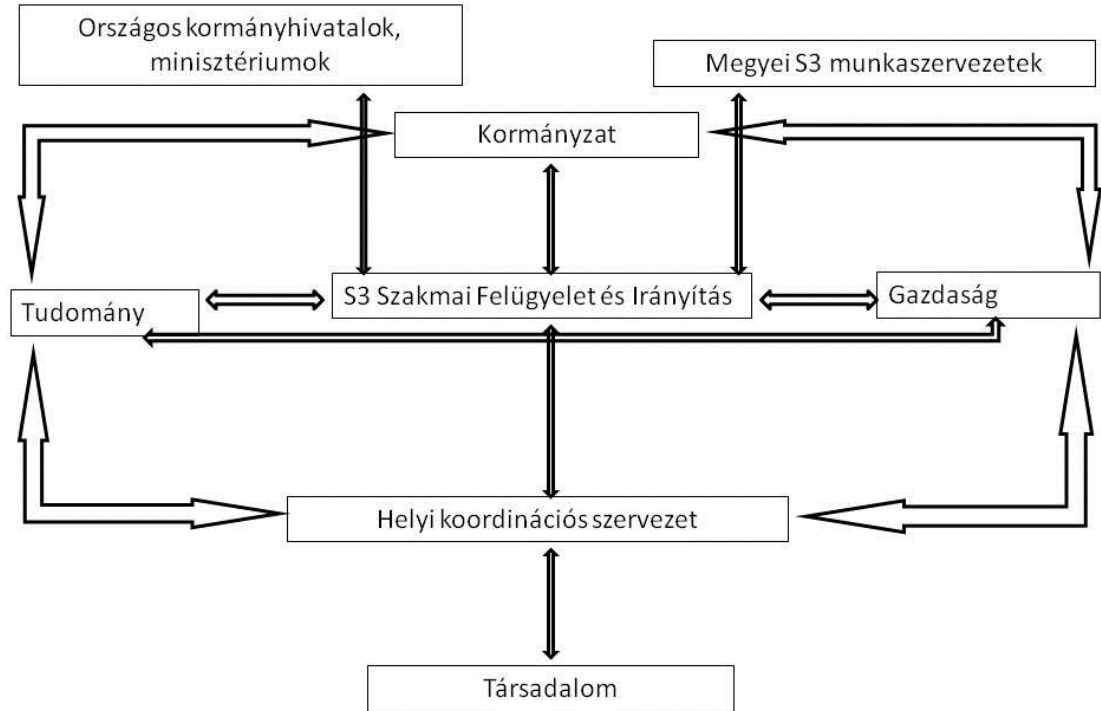 Országos kormányhivatalok,
minisztériumok
Megyei S3 munkaszervezetek
Kormányzat
S3 Szakmai Felügyelet és Irányítás
Tudomány
Gazdaság
Helyi koordinációs szervezet
Társadalom